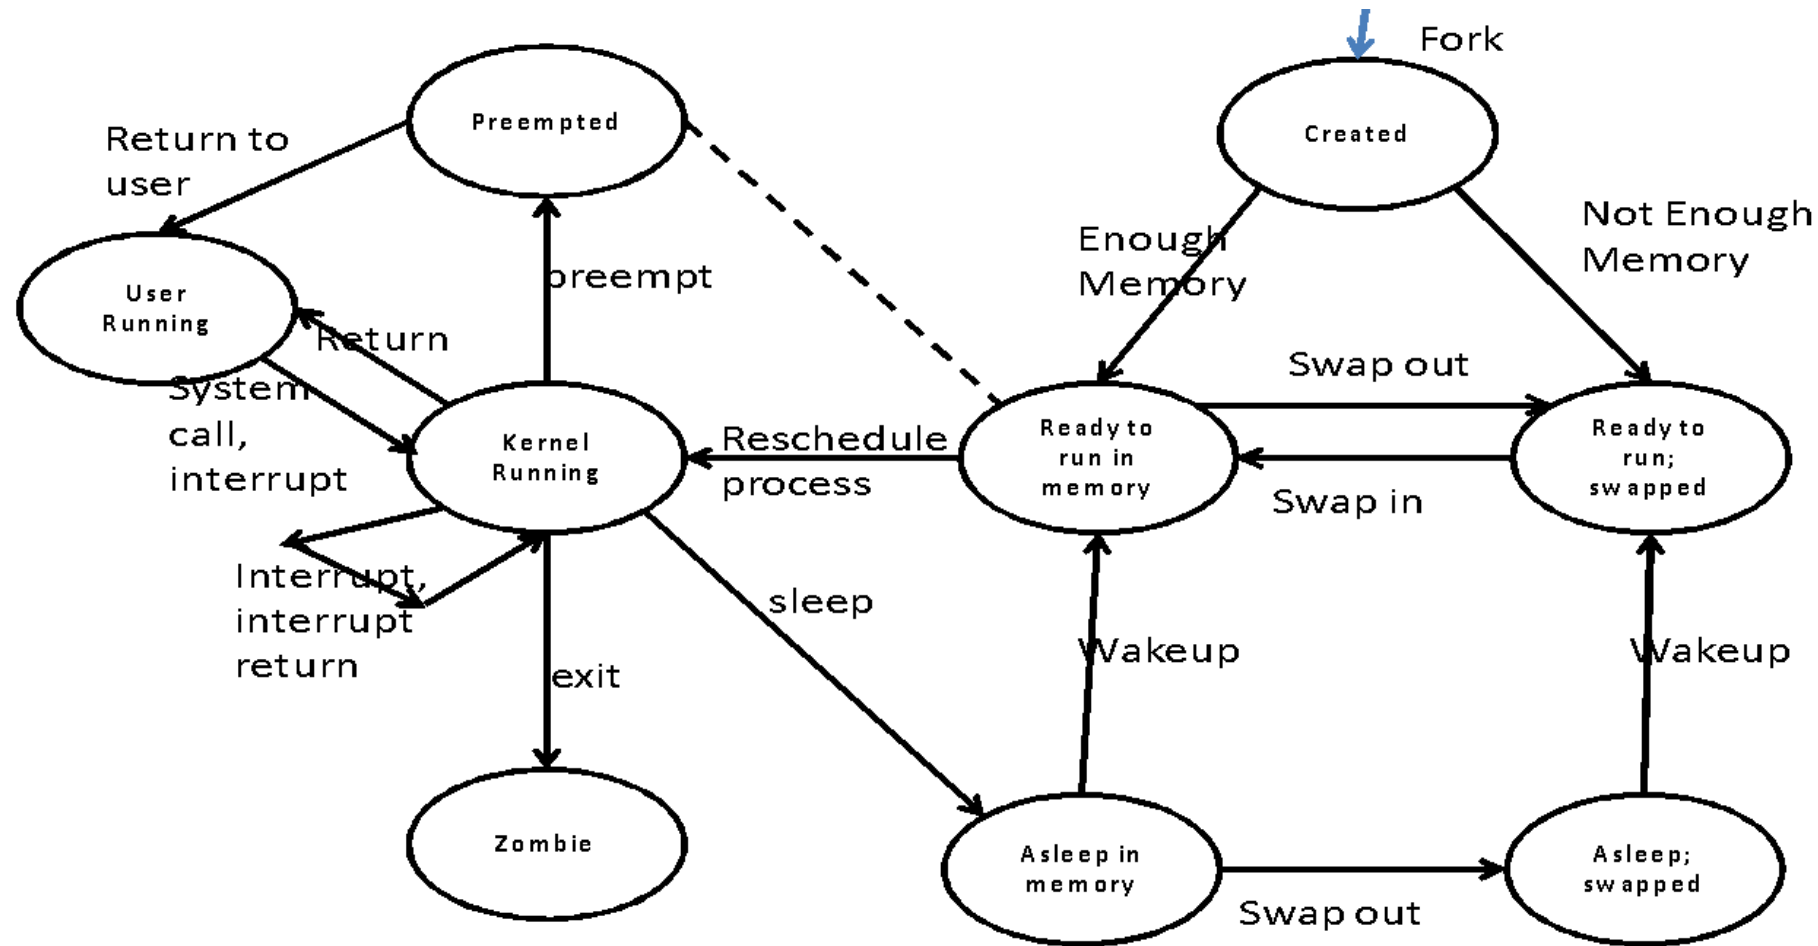 Fork
Preempted
Created
Return to
user
Not Enough
Memory
Enough
Memory
preempt
User
Running
Return
System
call,
interrupt
Swap out
Kernel
Running
Reschedule
process
Ready to
run in
memory
Ready to
run;
swapped
Swap in
Interrupt,
interrupt
return
sleep
Wakeup
Wakeup
exit
Zombie
Asleep in
memory
Asleep;
swapped
Swap out